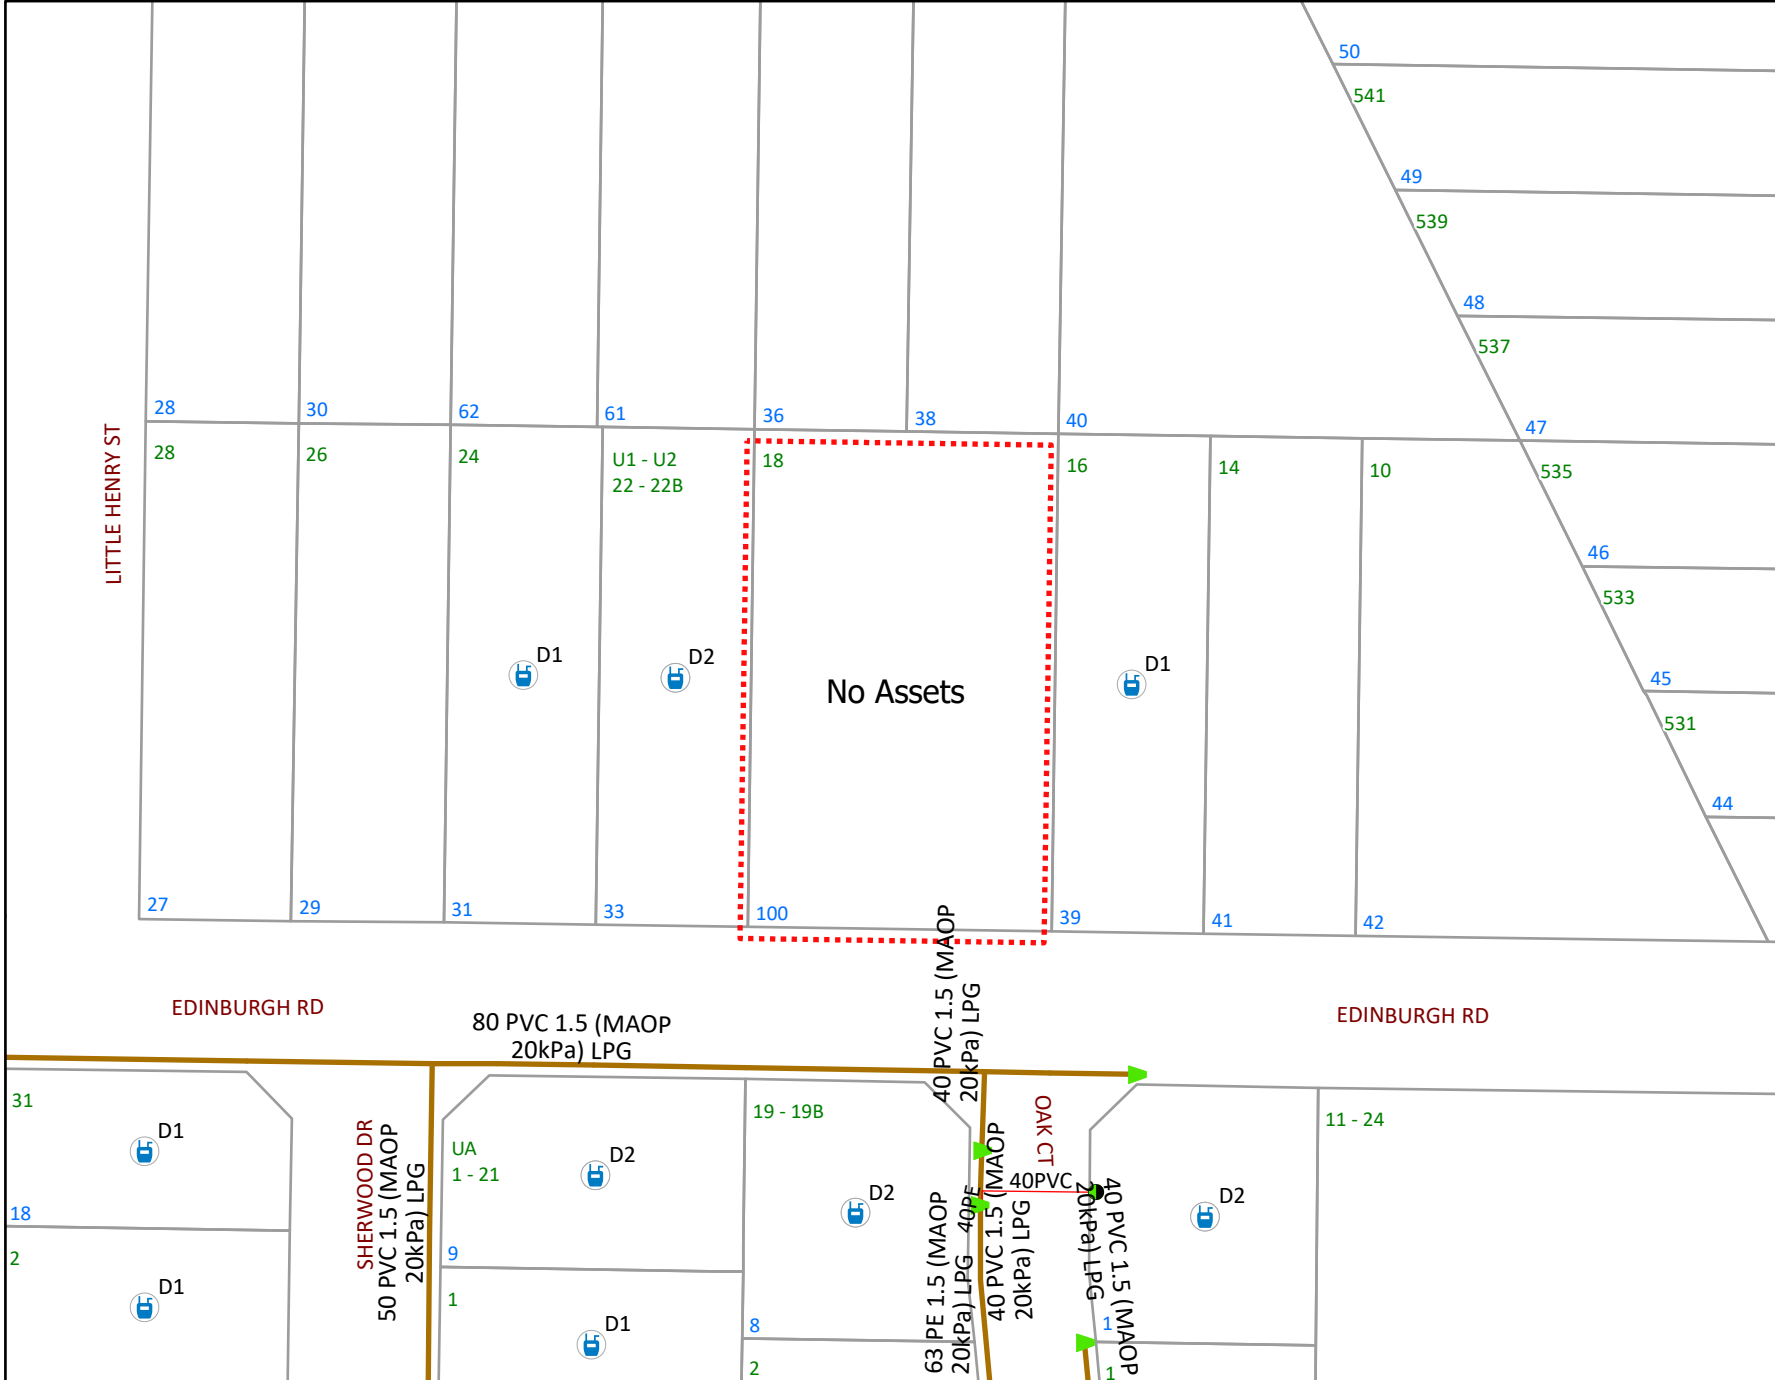 50
541
49
539
48
537
28
30
62
61
36
38
40
47
28
26
24
U1 - U2
22 - 22B
18
16
14
10
535
LITTLE HENRY ST
46
533
D1
D2
No Assets
D1
45
531
44
27
29
31
33
100
39
41
42
EDINBURGH RD
80 PVC 1.5 (MAOP
20kPa) LPG
40 PVC 1.5 (MAOP
20kPa) LPG
EDINBURGH RD
31
D1
SHERWOOD DR
50 PVC 1.5 (MAOP
20kPa) LPG
UA
1 - 21
D2
19 - 19B
D2
OAK CT
40PVC
40PE
63 PE 1.5 (MAOP
20kPa) LPG
40 PVC 1.5 (MAOP
20kPa) LPG
40 PVC 1.5 (MAOP
20kPa) LPG
11 - 24
D2
18
2
D1
9
1
D1
8
2
1
1